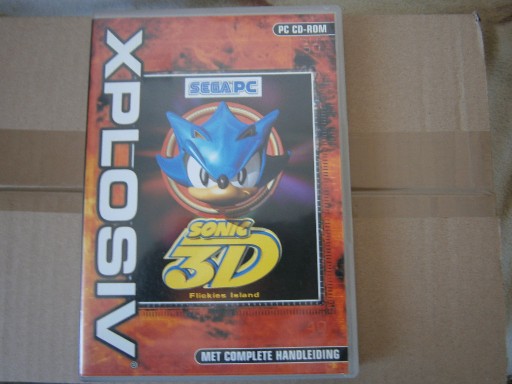 PC CD-ROM
XPLOSIV®
SEGA PC
SONIC
3D
Flickies Island
MET COMPLETE HANDLEIDING